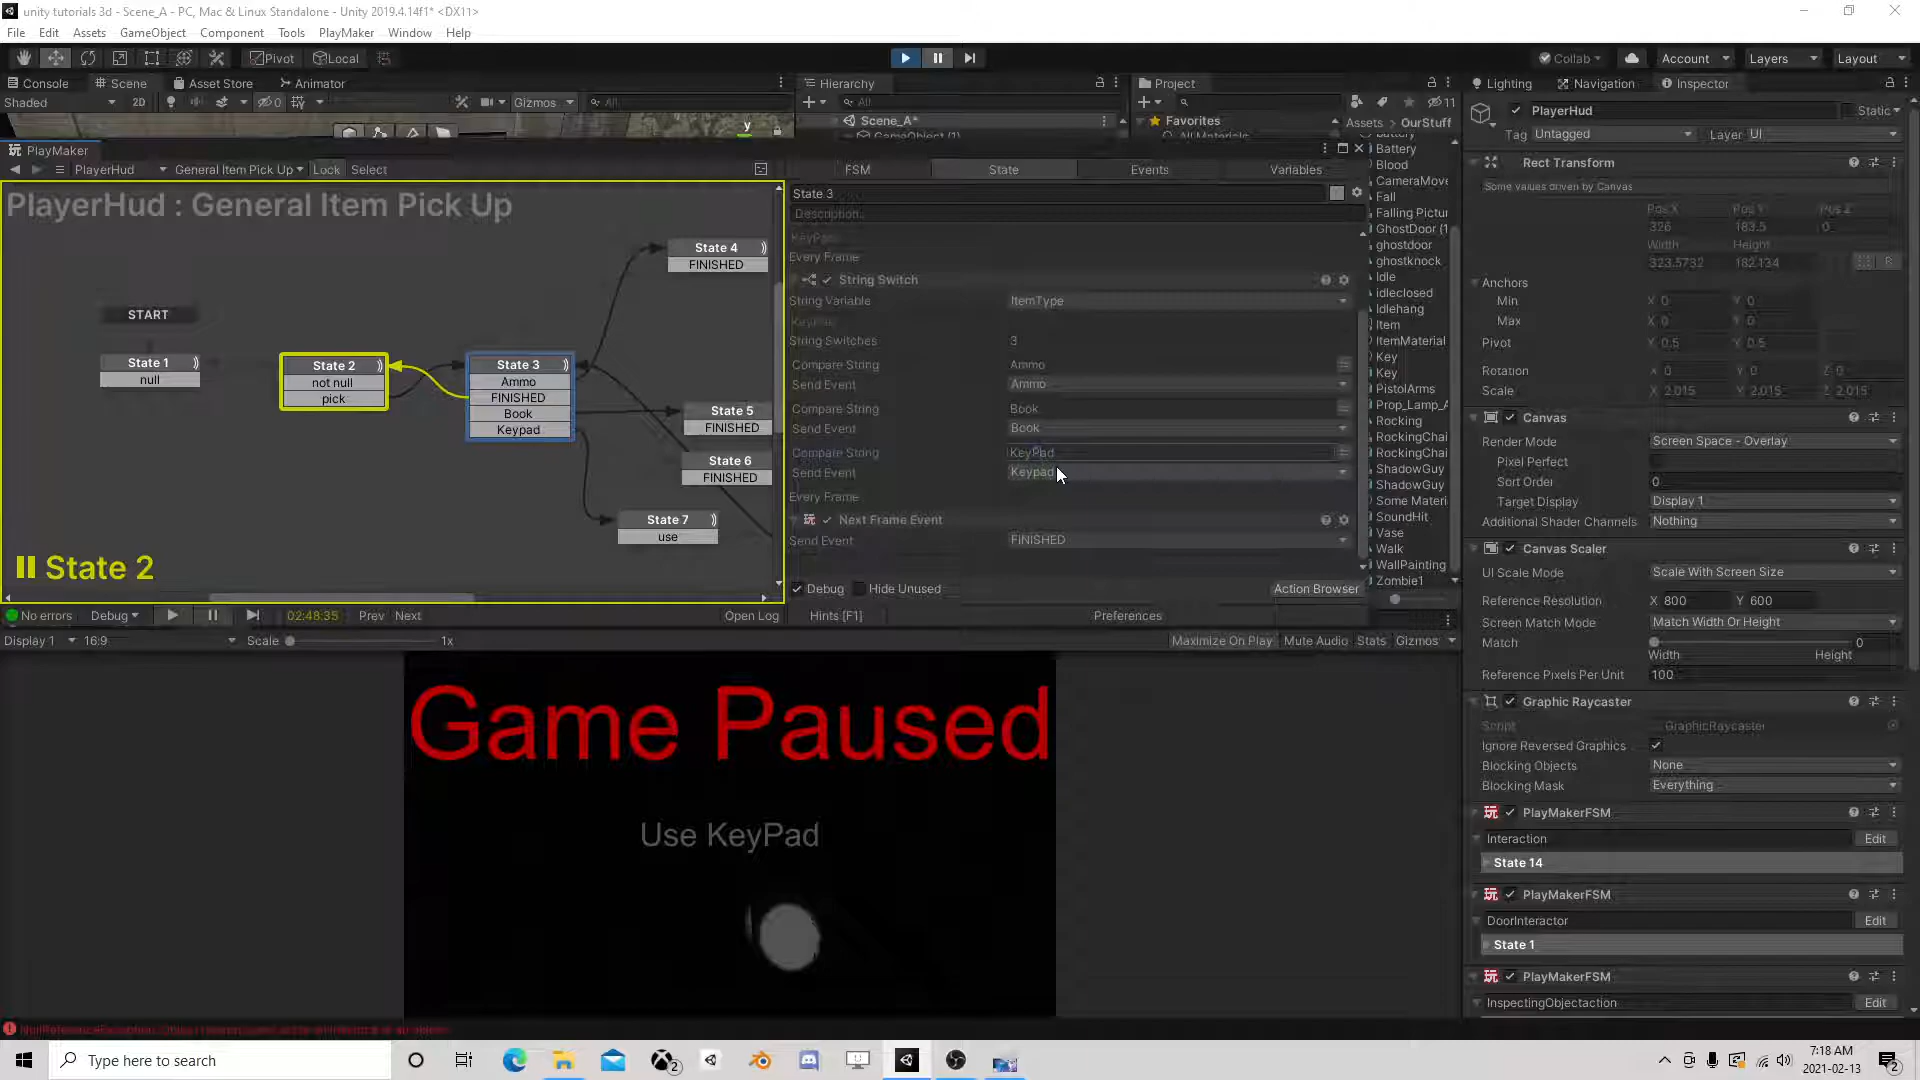 unity tutorials 3d - Scene_A - PC, Mac & Linux Standalone - Unity 2019.4.14f1* <DX11>
File Edit Assets GameObject Component Tools PlayMaker Window Help
Pivot Local Collab Account Layers Layout
Console Scene Asset Store Animator Hierarchy Project Lighting Navigation Inspector
Shaded 2D Gizmos All All 11 PlayerHud Static
y Scene_A* Favorites Assets OurStuff
GameObject (1) All Materials Tag Untagged Layer UI
PlayMaker
PlayerHud General Item Pick Up Lock Select FSM State Events Variables
PlayerHud : General Item Pick Up
START
State 1
null
State 2
not null
pick
State 3
Ammo
FINISHED
Book
Keypad
State 4
FINISHED
State 5
FINISHED
State 6
FINISHED
State 7
use
State 2
State 3
Description...
KeyPad
Every Frame
String Switch
String Variable ItemType
KeyPad
String Switches 3
Compare String Ammo
Send Event Ammo
Compare String Book
Send Event Book
Compare String KeyPad
Send Event Keypad
Every Frame
Next Frame Event
Send Event FINISHED
Debug Hide Unused Action Browser
No errors Debug 02:48:35 Prev Next Open Log Hints [F1] Preferences
Battery
Battery
Blood
CameraMove
Fall
Falling Pictur
GhostDoor (1
ghostdoor
ghostknock
Idle
idleclosed
Idlehang
Item
ItemMaterial
Key
Key
PistolArms
Prop_Lamp_A
Rocking
RockingChai
RockingChai
ShadowGuy
ShadowGuy
Some Materi
SoundHit
Vase
Walk
WallPainting
Zombie1
Rect Transform
Some values driven by Canvas
Pos X Pos Y Pos Z
326 183.5 0
Width Height
323.5732 182.134 R
Anchors
Min X 0 Y 0
Max X 0 Y 0
Pivot X 0 Y 0
Rotation X 0 Y 0 Z 0
Scale X 2.015 Y 2.015 Z 2.015
Canvas
Render Mode Screen Space - Overlay
Pixel Perfect
Sort Order 0
Target Display Display 1
Additional Shader Channels Nothing
Canvas Scaler
UI Scale Mode Scale With Screen Size
Reference Resolution X 800 Y 600
Screen Match Mode Match Width Or Height
Match 0
Width Height
Reference Pixels Per Unit 100
Graphic Raycaster
Script GraphicRaycaster
Ignore Reversed Graphics
Blocking Objects None
Blocking Mask Everything
PlayMakerFSM
Interaction Edit
State 14
PlayMakerFSM
DoorInteractor Edit
State 1
PlayMakerFSM
InspectingObjectaction Edit
Display 1 16:9 Scale 1x Maximize On Play Mute Audio Stats Gizmos
Game Paused
Use KeyPad
Type here to search
7:18 AM
2021-02-13
2
2